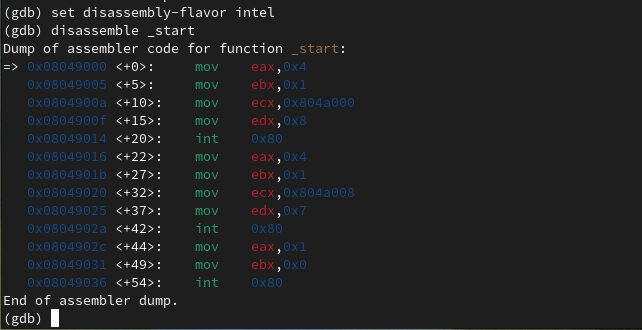 (gdb) set disassembly-flavor intel
(gdb) disassemble _start
Dump of assembler code for function _start:
=> 0x08049000 <+0>:     mov    eax,0x4
   0x08049005 <+5>:     mov    ebx,0x1
   0x0804900a <+10>:    mov    ecx,0x804a000
   0x0804900f <+15>:    mov    edx,0x8
   0x08049014 <+20>:    int    0x80
   0x08049016 <+22>:    mov    eax,0x4
   0x0804901b <+27>:    mov    ebx,0x1
   0x08049020 <+32>:    mov    ecx,0x804a008
   0x08049025 <+37>:    mov    edx,0x7
   0x0804902a <+42>:    int    0x80
   0x0804902c <+44>:    mov    eax,0x1
   0x08049031 <+49>:    mov    ebx,0x0
   0x08049036 <+54>:    int    0x80
End of assembler dump.
(gdb)